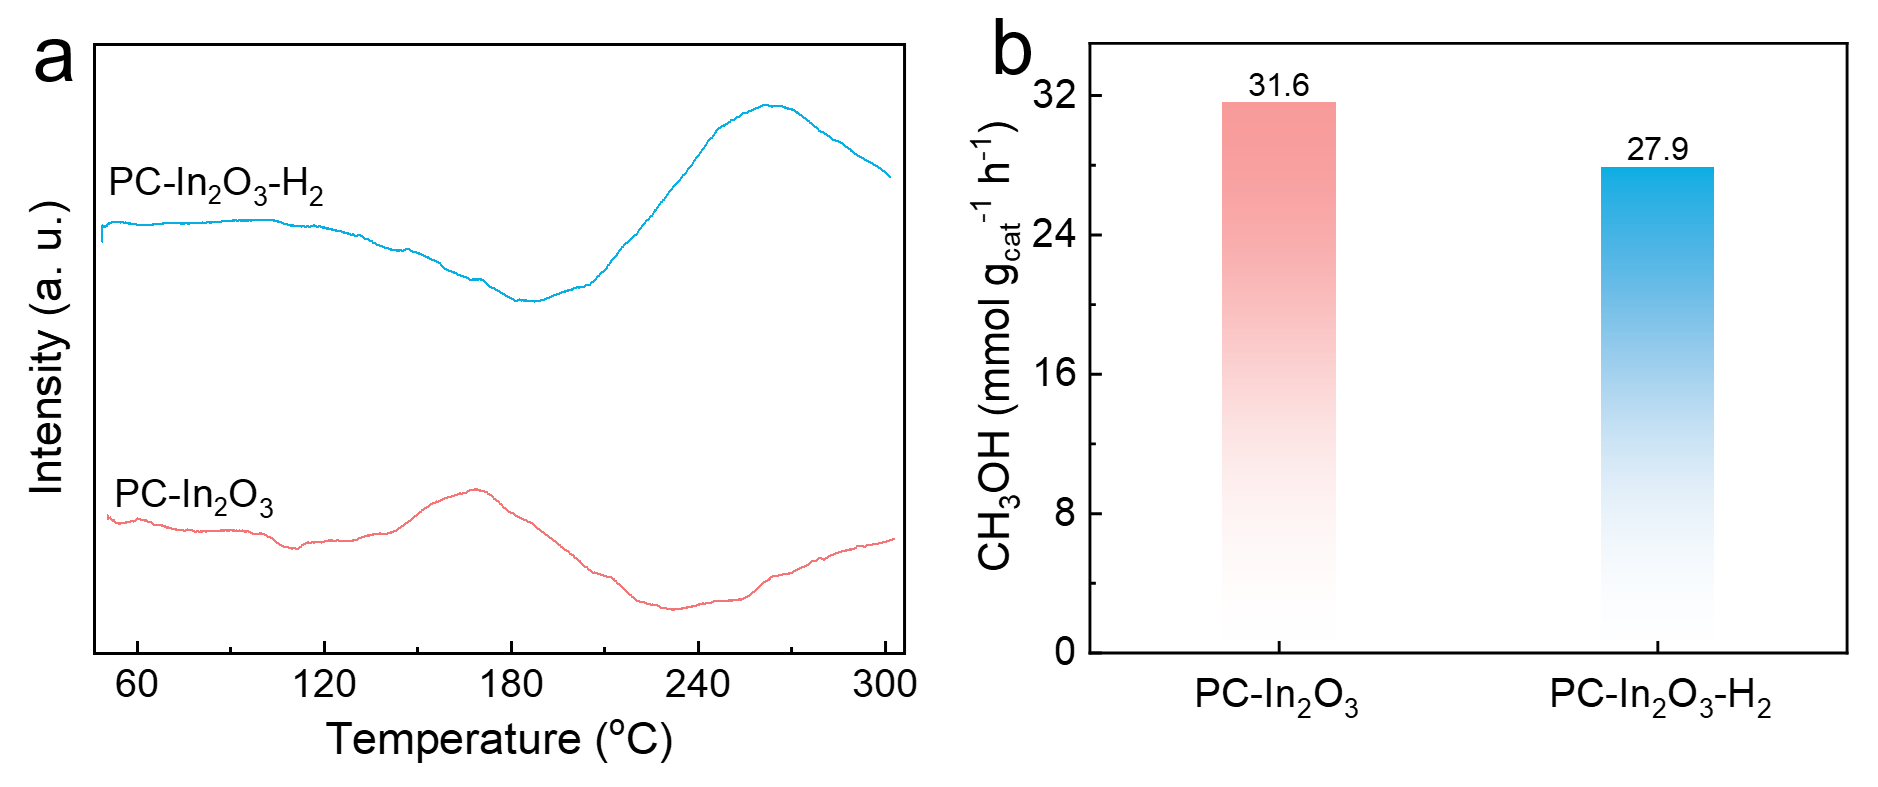 a
PC-In₂O₃-H₂
PC-In₂O₃
Intensity (a. u.)
60 120 180 240 300
Temperature (°C)
b
31.6
27.9
32
24
16
8
0
CH₃OH (mmol g_cat⁻¹ h⁻¹)
PC-In₂O₃ PC-In₂O₃-H₂